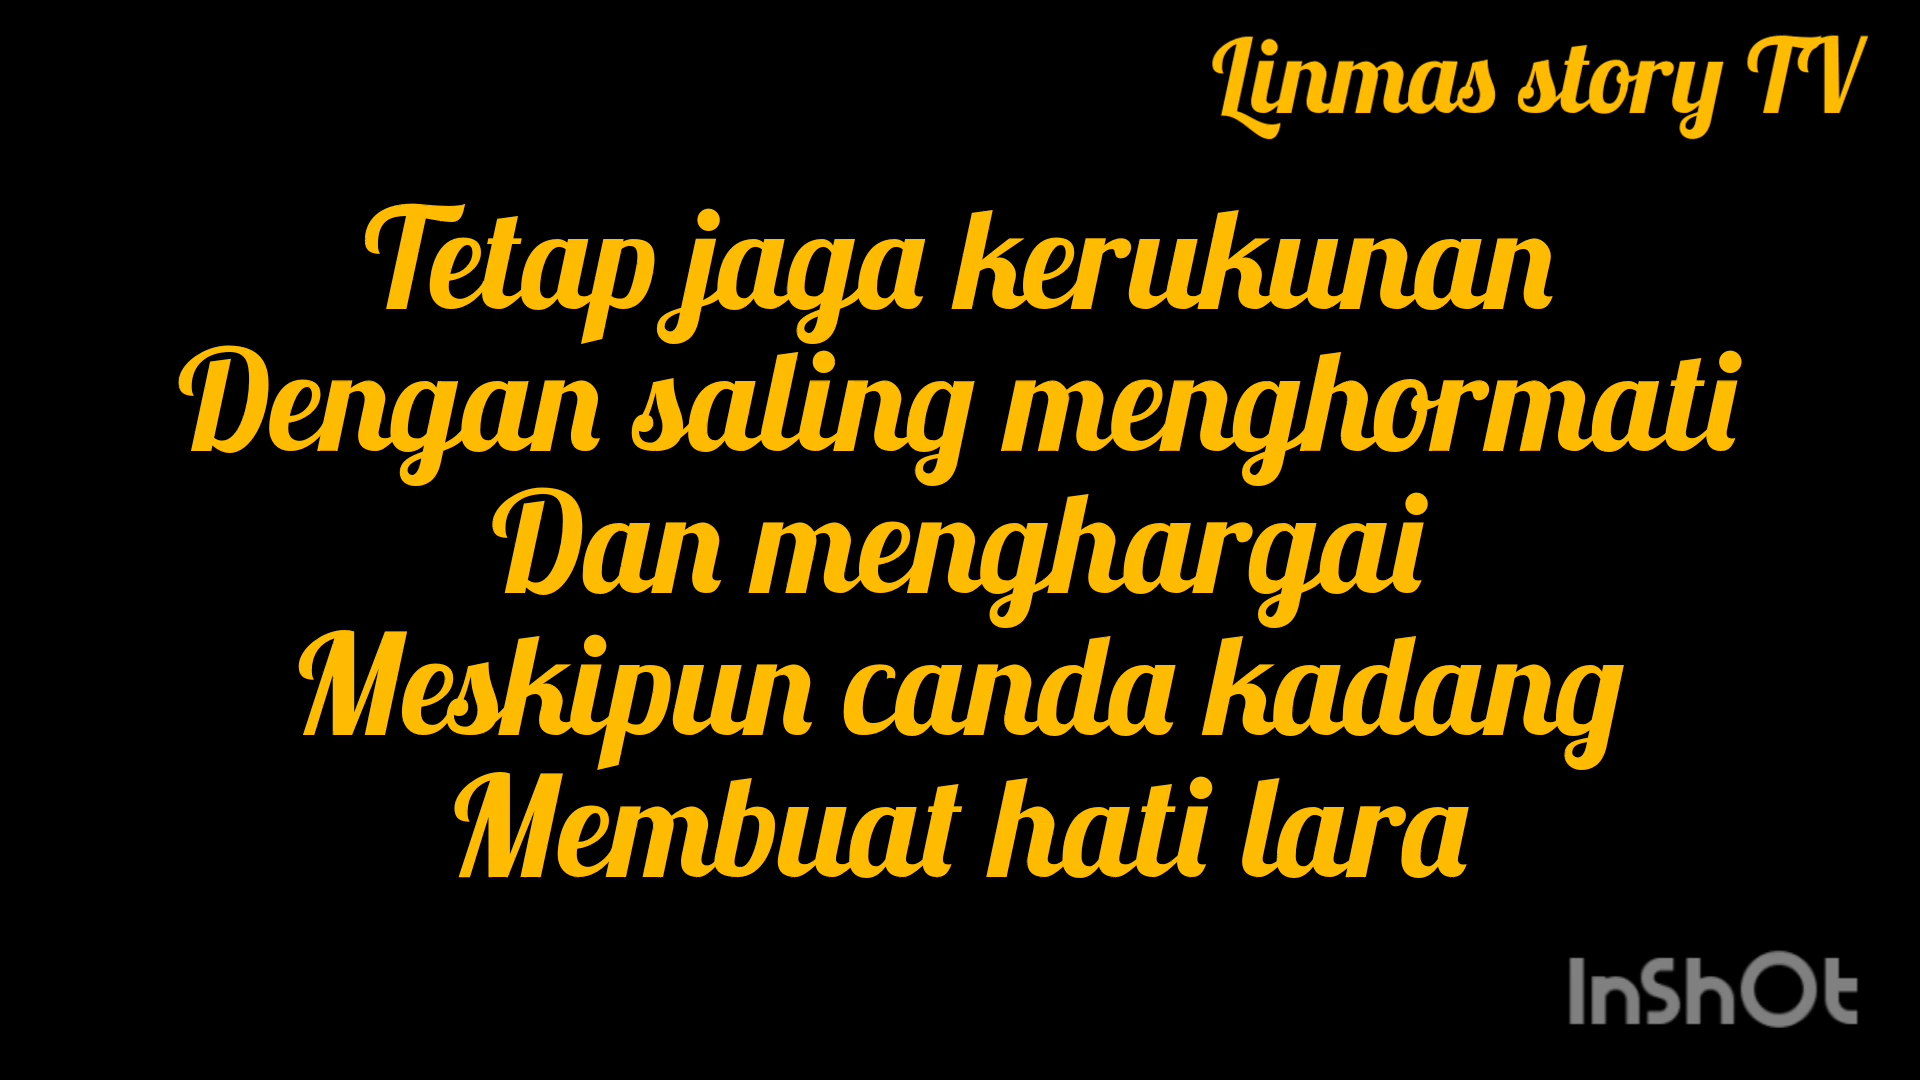 Linmas story TV
Tetap jaga kerukunan
Dengan saling menghormati
Dan menghargai
Meskipun canda kadang
Membuat hati lara
InShOt